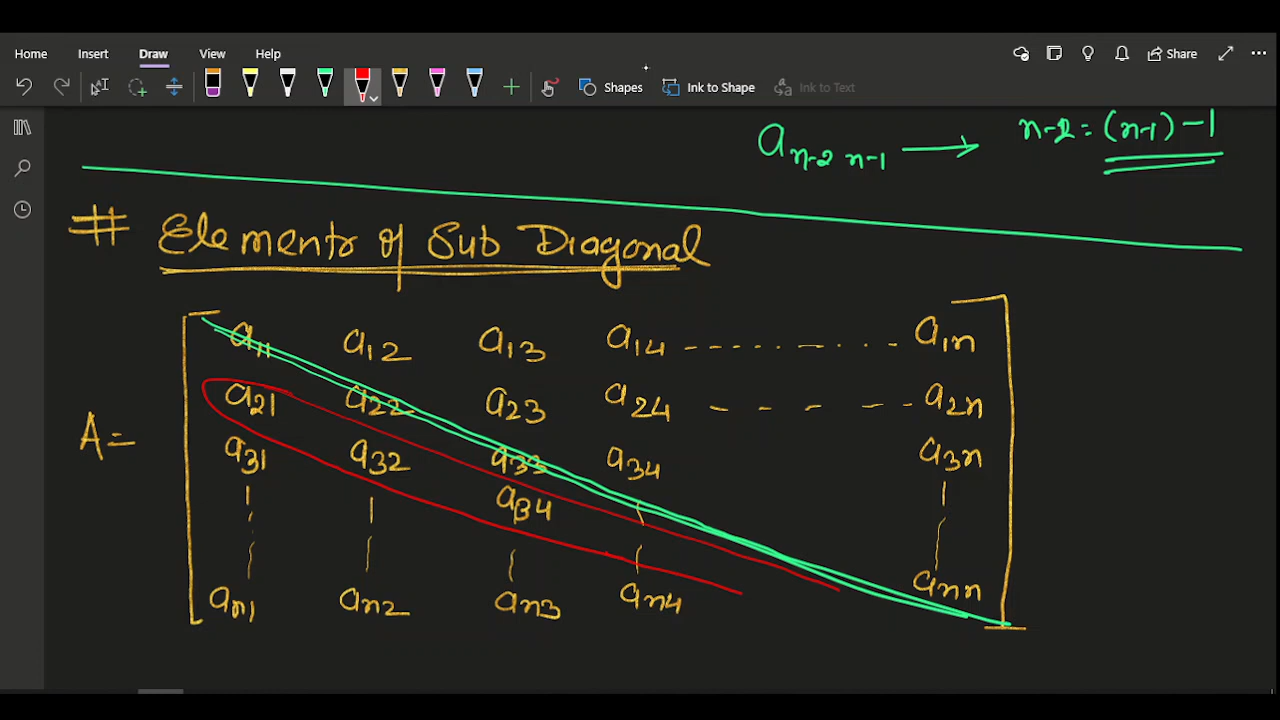 Home Insert Draw View Help Share
Shapes Ink to Shape Ink to Text
a n-2 n-1 → n-2 = (n-1) - 1
# Elements of Sub Diagonal
a11 a12 a13 a14 a1n
a21 a22 a23 a24 a2n
A =
a31 a32 a33 a34 a3n
a34
an1 an2 an3 an4 ann